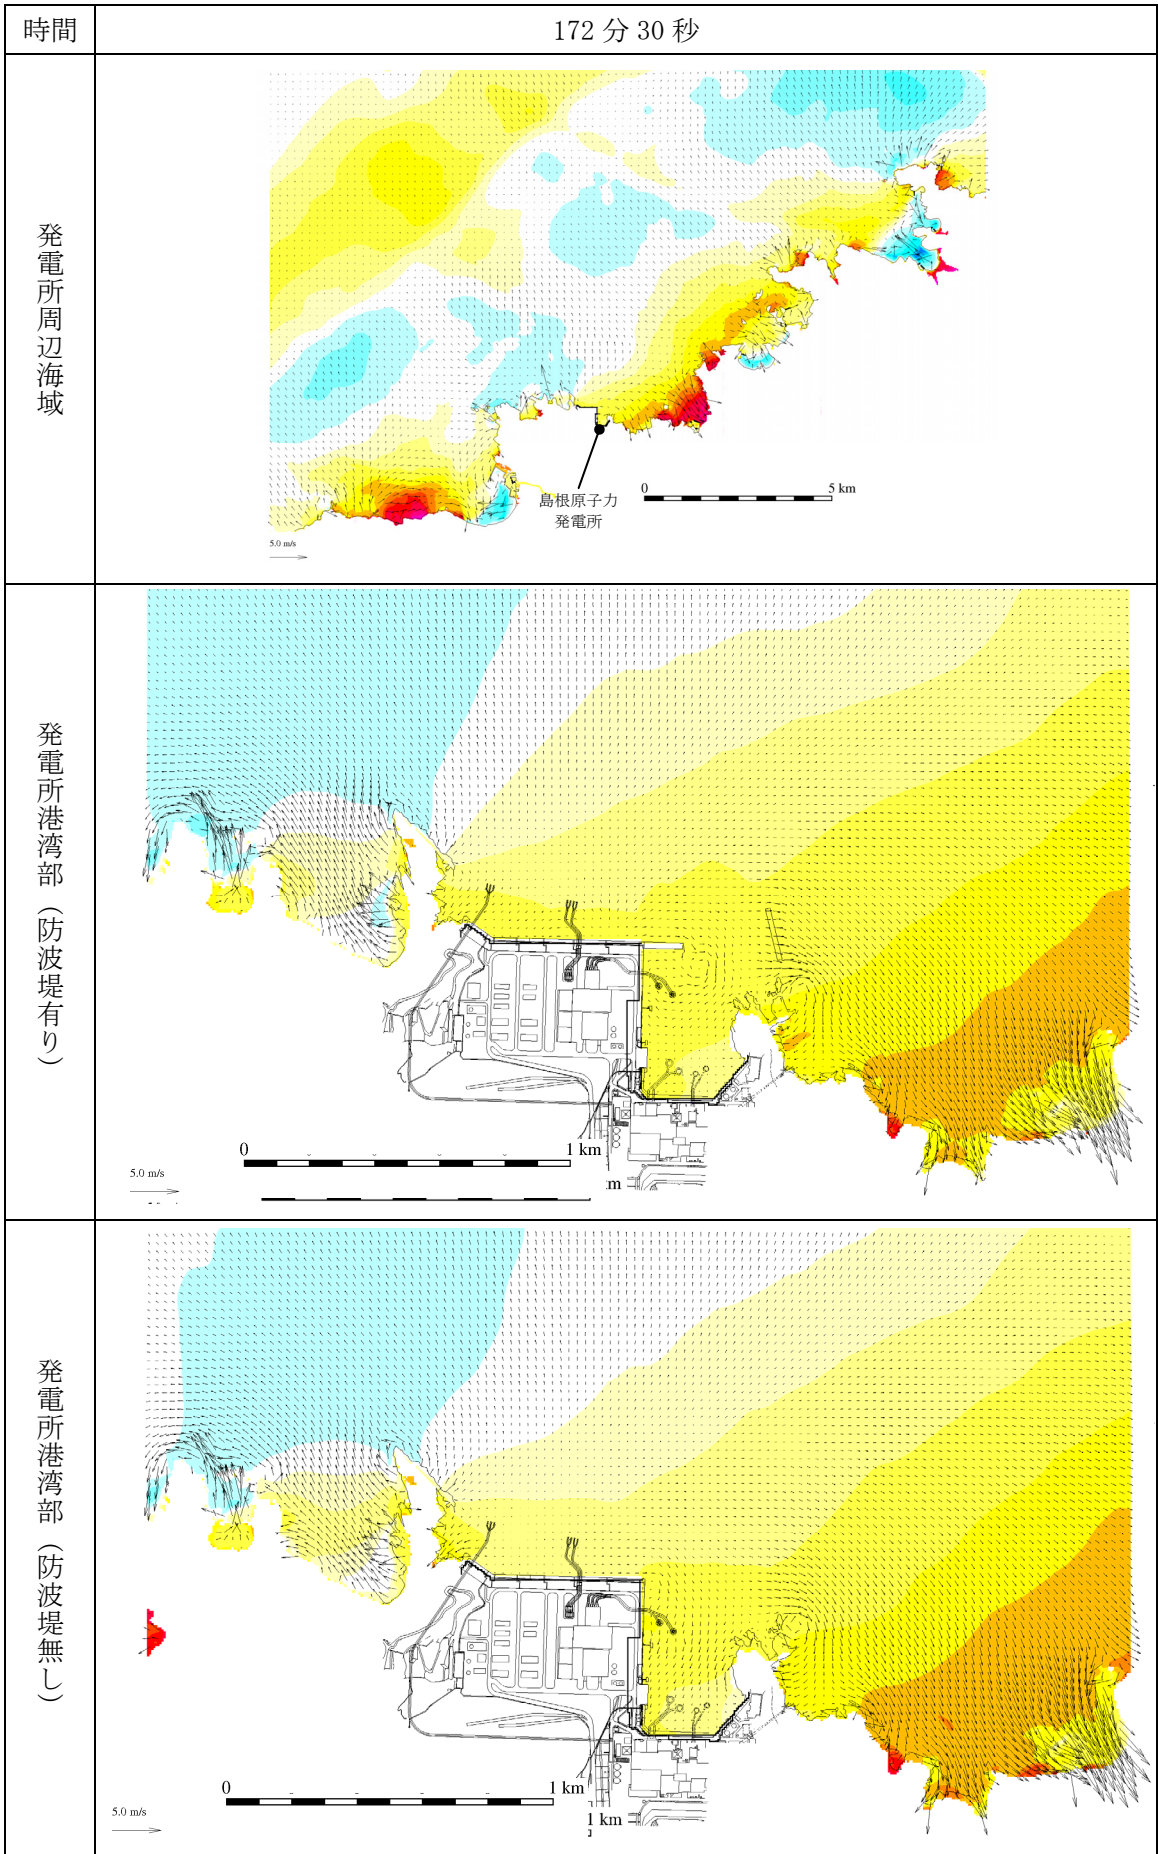 時間
172 分 30 秒
発電所周辺海域
島根原子力
発電所
0 5 km
5.0 m/s
発電所港湾部（防波堤有り）
0 1 km
5.0 m/s
発電所港湾部（防波堤無し）
0 1 km
1 km
5.0 m/s